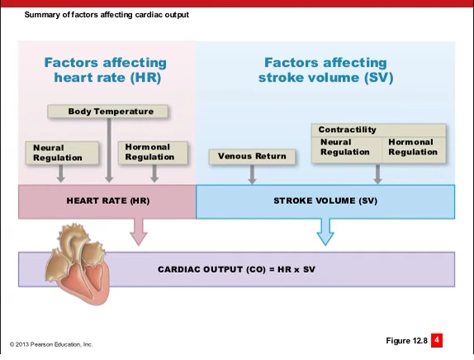 Summary of factors affecting cardiac output
Factors affecting
heart rate (HR)
Factors affecting
stroke volume (SV)
Body Temperature
Neural
Regulation
Hormonal
Regulation
Venous Return
Contractility
Neural
Regulation
Hormonal
Regulation
HEART RATE (HR)
STROKE VOLUME (SV)
CARDIAC OUTPUT (CO) = HR x SV
© 2013 Pearson Education, Inc.
Figure 12.8
4